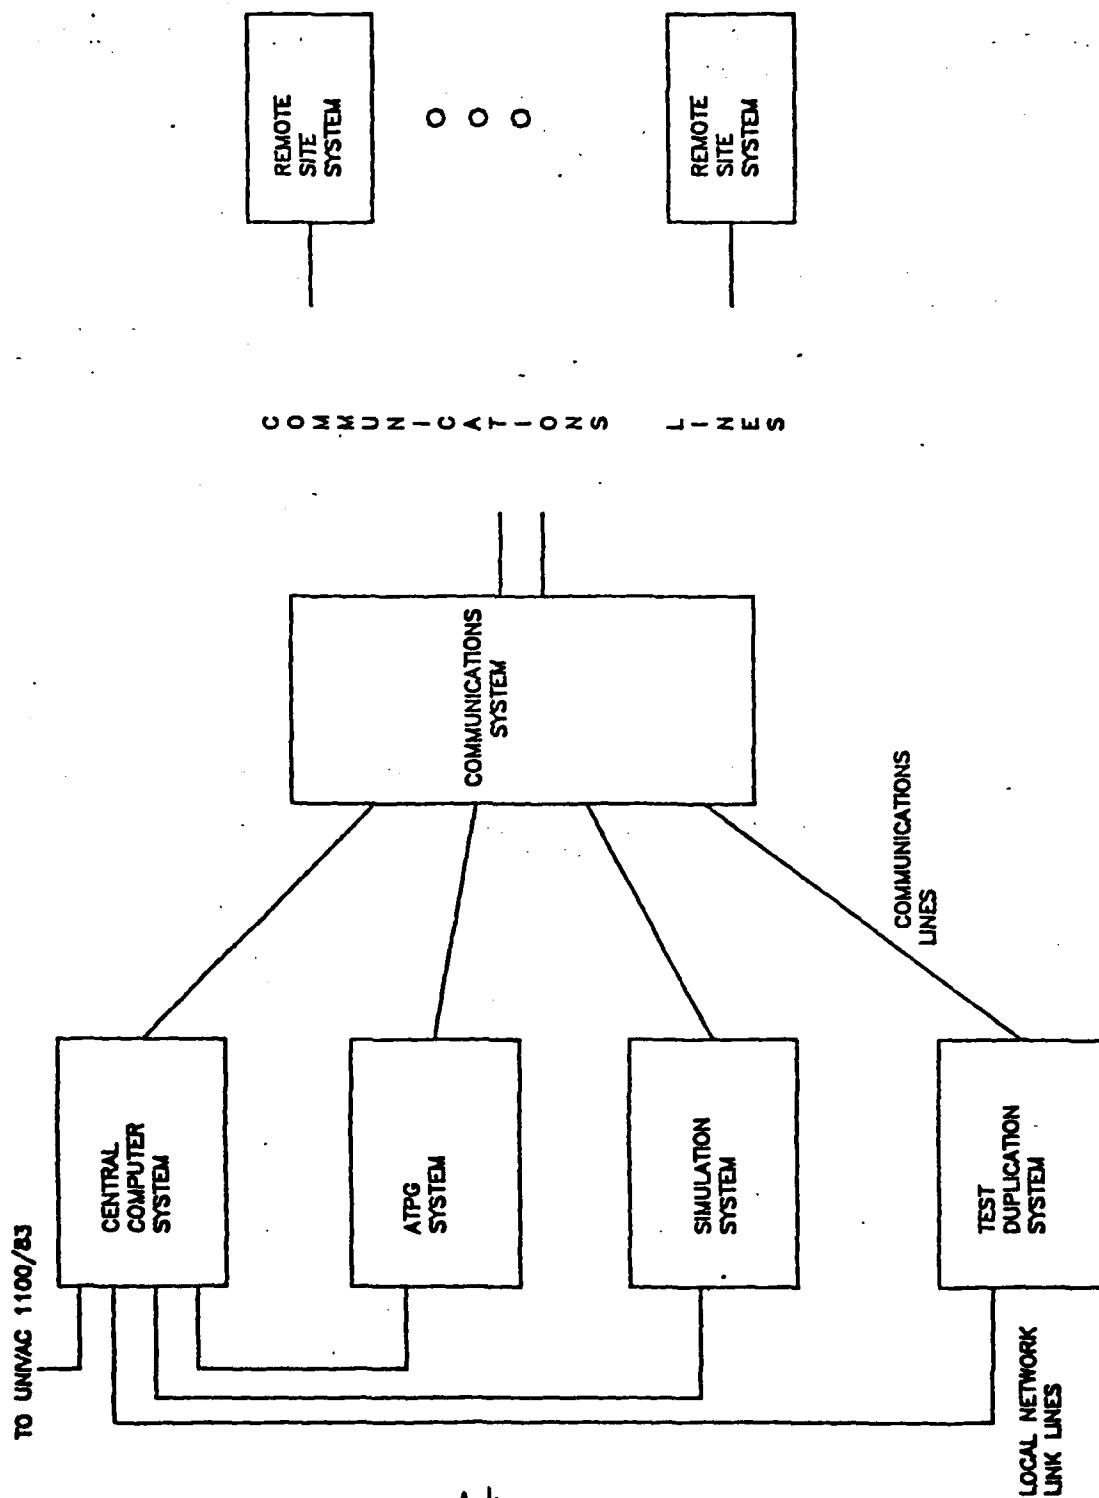 TO UNIVAC 1100/83
CENTRAL
COMPUTER
SYSTEM
ATPG
SYSTEM
SIMULATION
SYSTEM
TEST
DUPLICATION
SYSTEM
LOCAL NETWORK
LINK LINES
COMMUNICATIONS
LINES
COMMUNICATIONS
SYSTEM
COMMUNICATIONS LINES
REMOTE
SITE
SYSTEM
REMOTE
SITE
SYSTEM